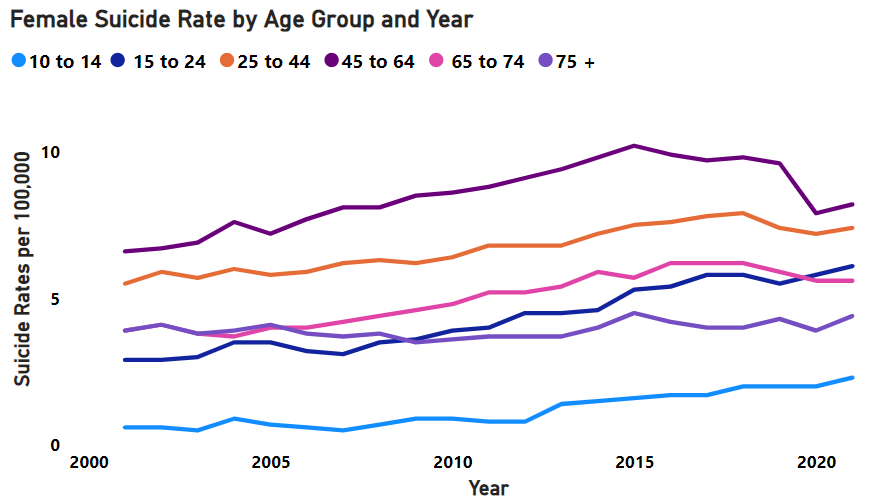 Female Suicide Rate by Age Group and Year
10 to 14 15 to 24 25 to 44 45 to 64 65 to 74 75 +
10
5
0
Suicide Rates per 100,000
2000 2005 2010 2015 2020
Year